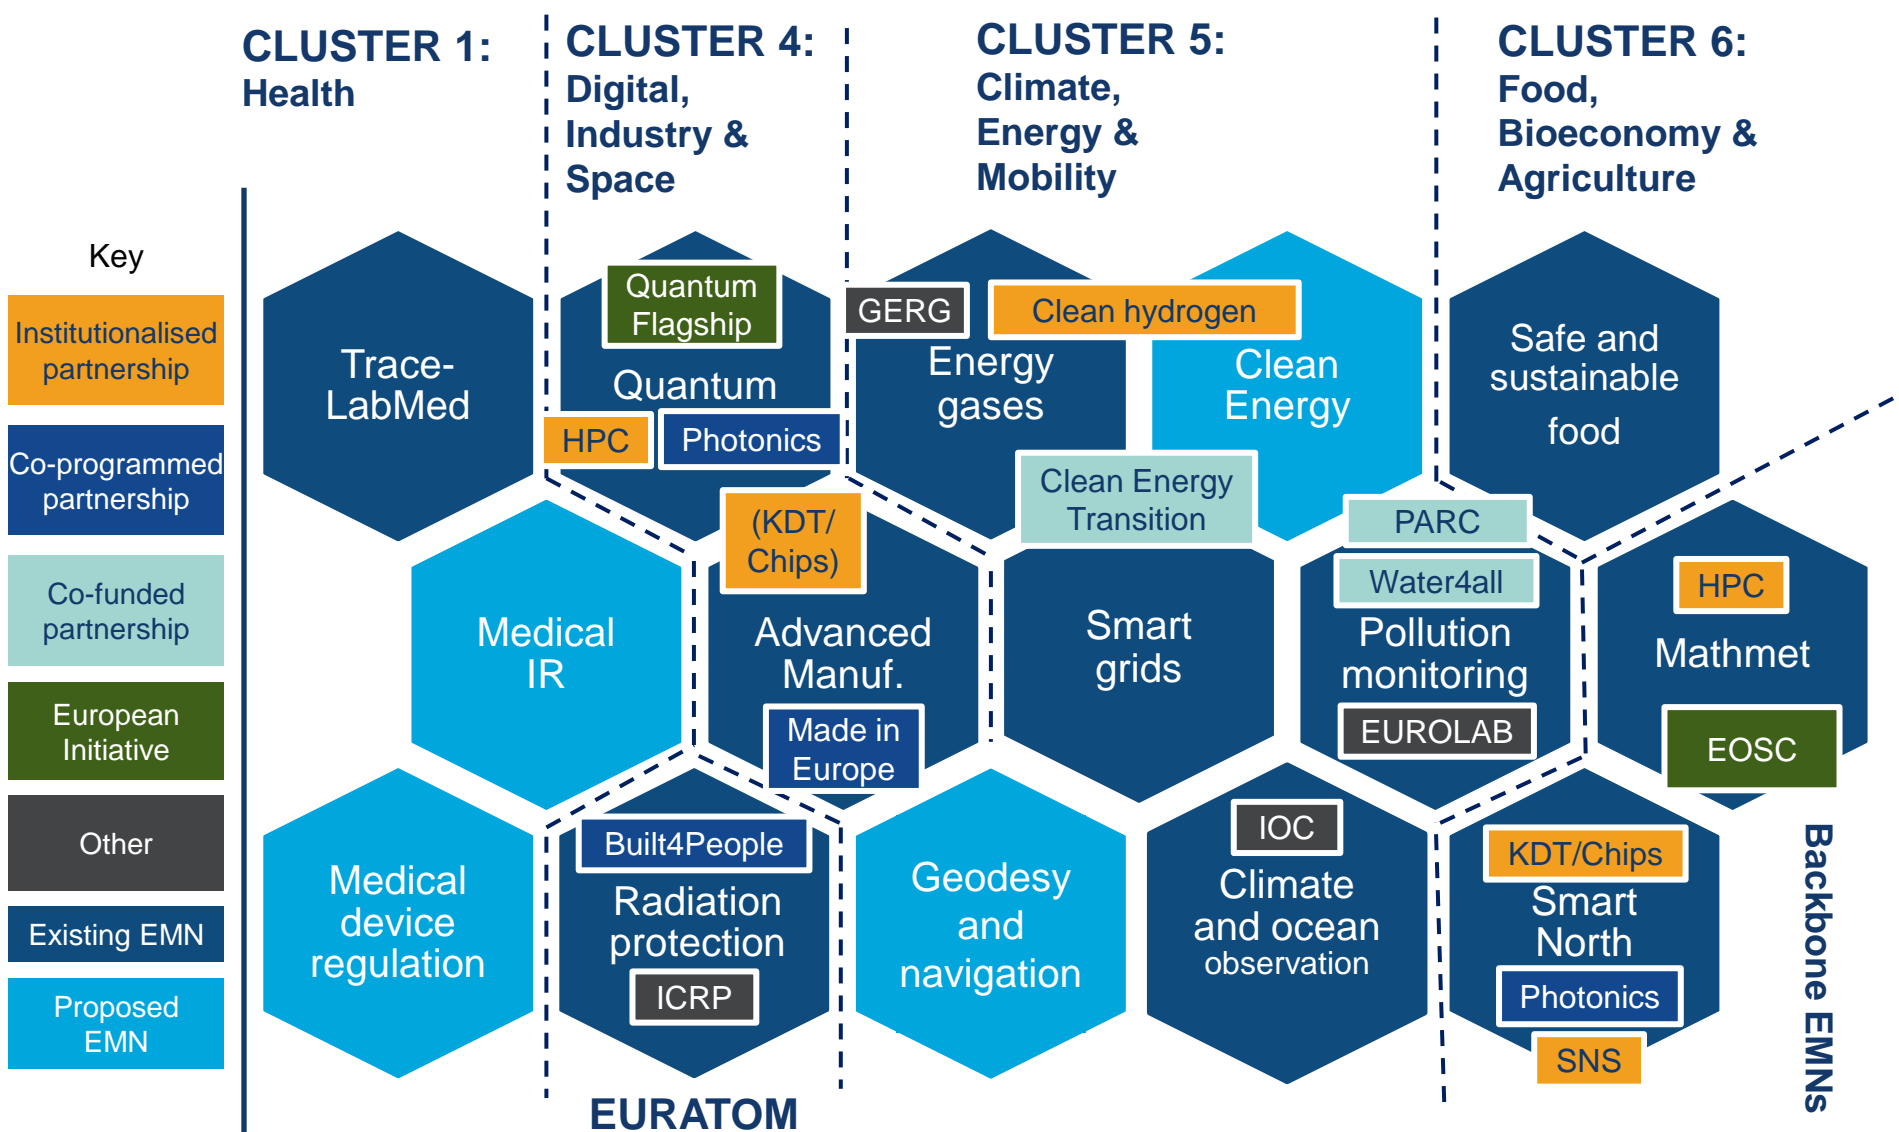 CLUSTER 1:
Health
CLUSTER 4:
Digital,
Industry &
Space
CLUSTER 5:
Climate,
Energy &
Mobility
CLUSTER 6:
Food,
Bioeconomy &
Agriculture
Key
Institutionalised
partnership
Co-programmed
partnership
Co-funded
partnership
European
Initiative
Other
Existing EMN
Proposed
EMN
Trace-
LabMed
Quantum
Flagship
Quantum
HPC
Photonics
GERG
Clean hydrogen
Energy
gases
Clean
Energy
Clean Energy
Transition
Safe and
sustainable
food
Medical
IR
(KDT/
Chips)
Advanced
Manuf.
Made in
Europe
Smart
grids
PARC
Water4all
Pollution
monitoring
EUROLAB
HPC
Mathmet
EOSC
Medical
device
regulation
Built4People
Radiation
protection
ICRP
EURATOM
Geodesy
and
navigation
IOC
Climate
and ocean
observation
KDT/Chips
Smart
North
Photonics
SNS
Backbone EMNs